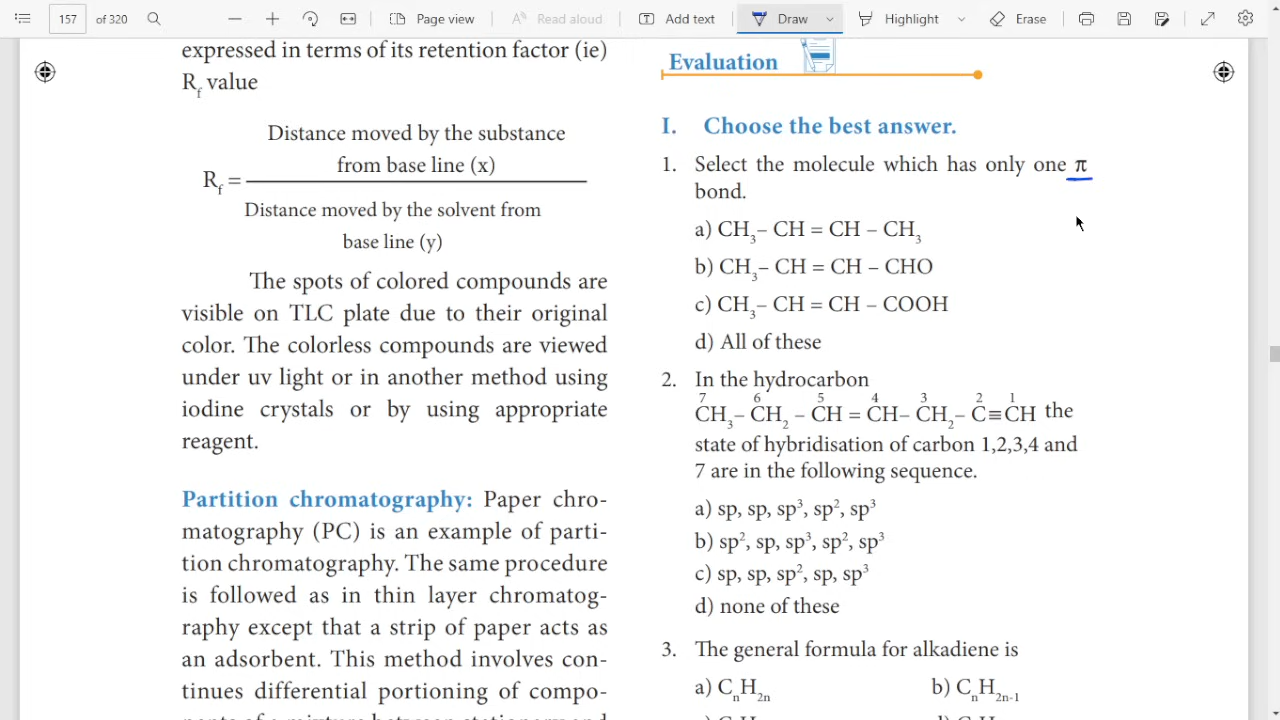 157 of 320
Page view
Read aloud
Add text
Draw
Highlight
Erase
expressed in terms of its retention factor (ie)
R_f value
Distance moved by the substance
from base line (x)
R_f =
Distance moved by the solvent from
base line (y)
The spots of colored compounds are
visible on TLC plate due to their original
color. The colorless compounds are viewed
under uv light or in another method using
iodine crystals or by using appropriate
reagent.
Partition chromatography: Paper chro-
matography (PC) is an example of parti-
tion chromatography. The same procedure
is followed as in thin layer chromatog-
raphy except that a strip of paper acts as
an adsorbent. This method involves con-
tinues differential portioning of compo-
Evaluation
I. Choose the best answer.
1. Select the molecule which has only one π
bond.
a) CH₃– CH = CH – CH₃
b) CH₃– CH = CH – CHO
c) CH₃– CH = CH – COOH
d) All of these
2. In the hydrocarbon
7 6 5 4 3 2 1
CH₃– CH₂ – CH = CH– CH₂– C≡CH the
state of hybridisation of carbon 1,2,3,4 and
7 are in the following sequence.
a) sp, sp, sp³, sp², sp³
b) sp², sp, sp³, sp², sp³
c) sp, sp, sp², sp, sp³
d) none of these
3. The general formula for alkadiene is
a) CₙH₂ₙ b) CₙH₂ₙ₋₁